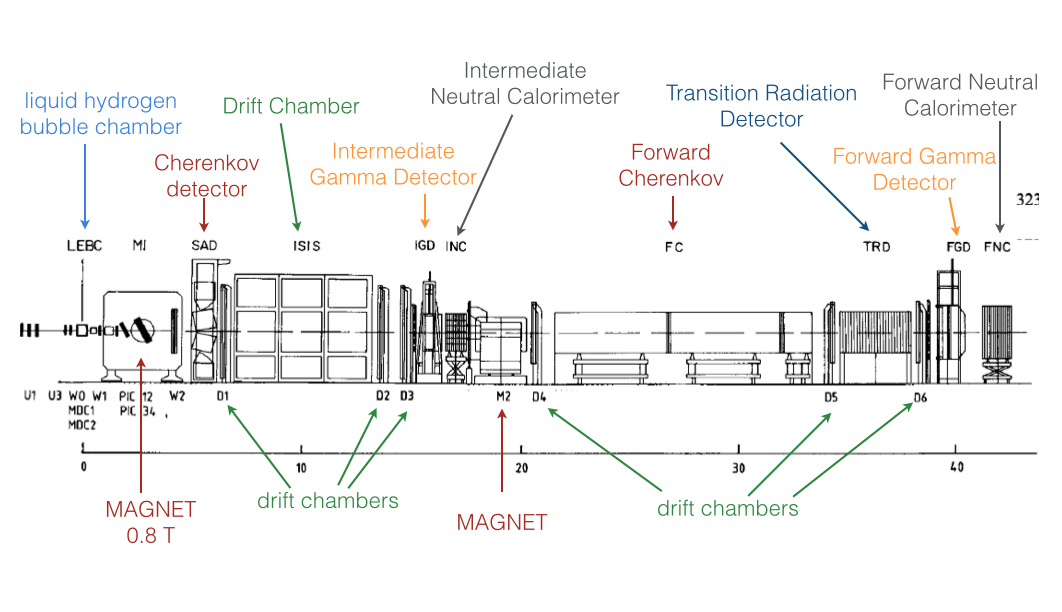 Intermediate
Neutral Calorimeter
Forward Neutral
Calorimeter
liquid hydrogen
bubble chamber
Drift Chamber
Transition Radiation
Detector
Cherenkov
detector
Intermediate
Gamma Detector
Forward
Cherenkov
Forward Gamma
Detector
323
LEBC MI SAD ISIS IGD INC FC TRD FGD FNC
U1 U3 W0 W1 PIC 12 W2 D1 D2 D3 M2 D4 D5 D6
MDC1 PIC 34
MDC2
0 10 20 30 40
drift chambers
drift chambers
MAGNET
0.8 T
MAGNET